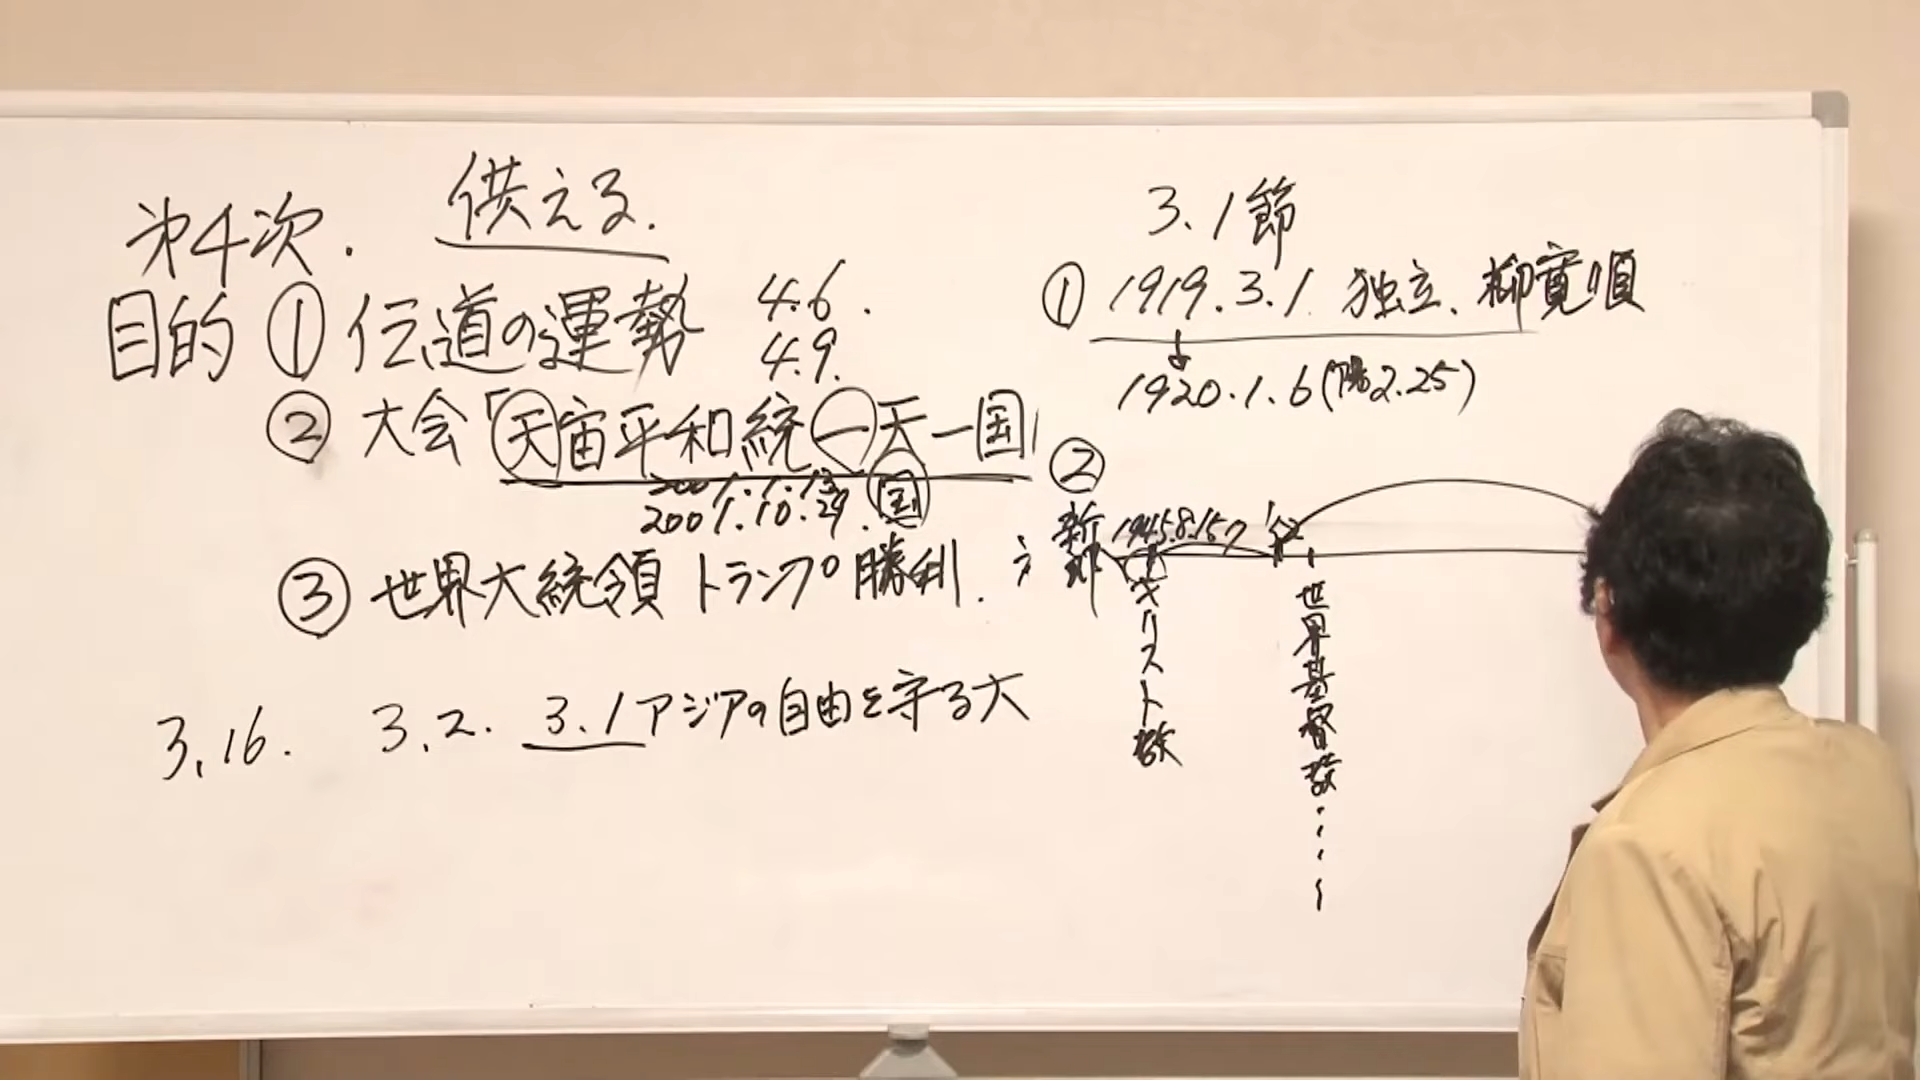 供える.
第4次.
目的 ① 伝道の運勢 4.6. 4.9.
② 大会「天宙平和統一天一国」
2001.1.13 国
2001.10.29.
③ 世界大統領 トランプ 勝利.
3.16. 3.2. 3.1 アジアの自由を守る大
3.1節
① 1919.3.1. 独立. 柳寛順
1920.1.6(陽2.25)
②
新郎 1945.8.15 7
キリスト教
世界基督教・・・・